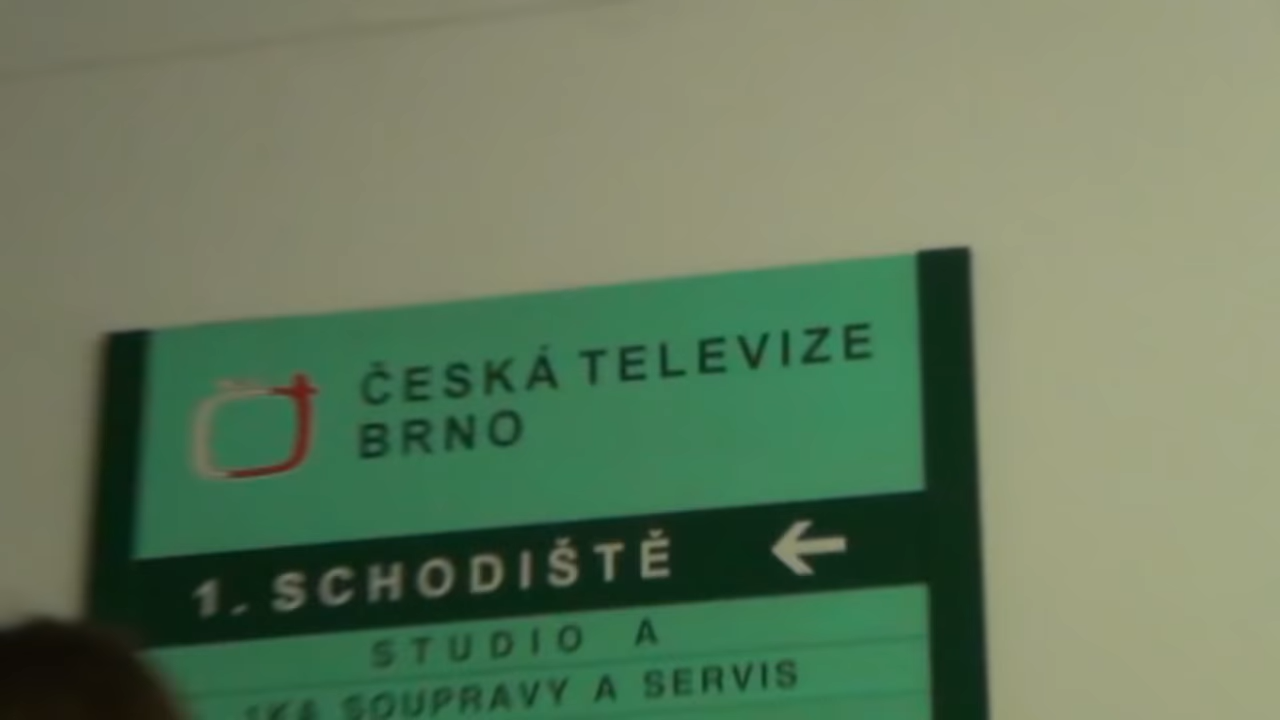 ČESKÁ TELEVIZE
BRNO
1. SCHODIŠTĚ
STUDIO A
SOUPRAVY A SERVIS